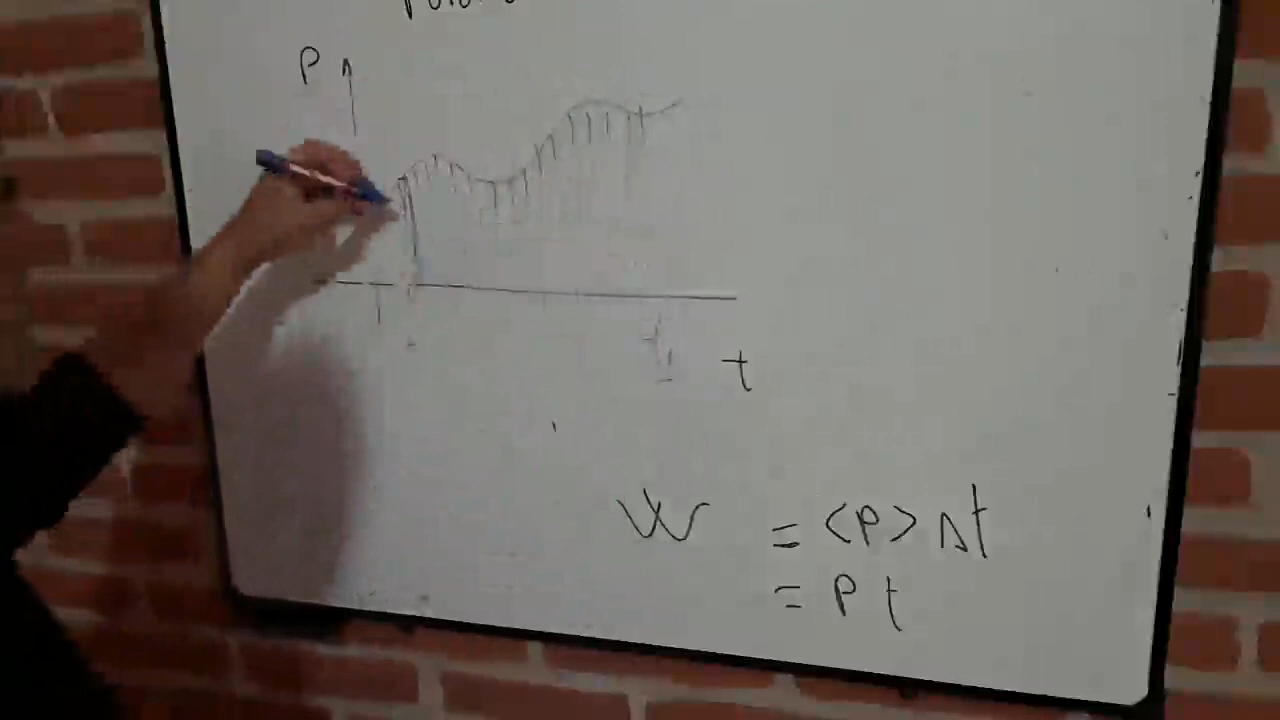 P
t
W = <P> Δt
= P t